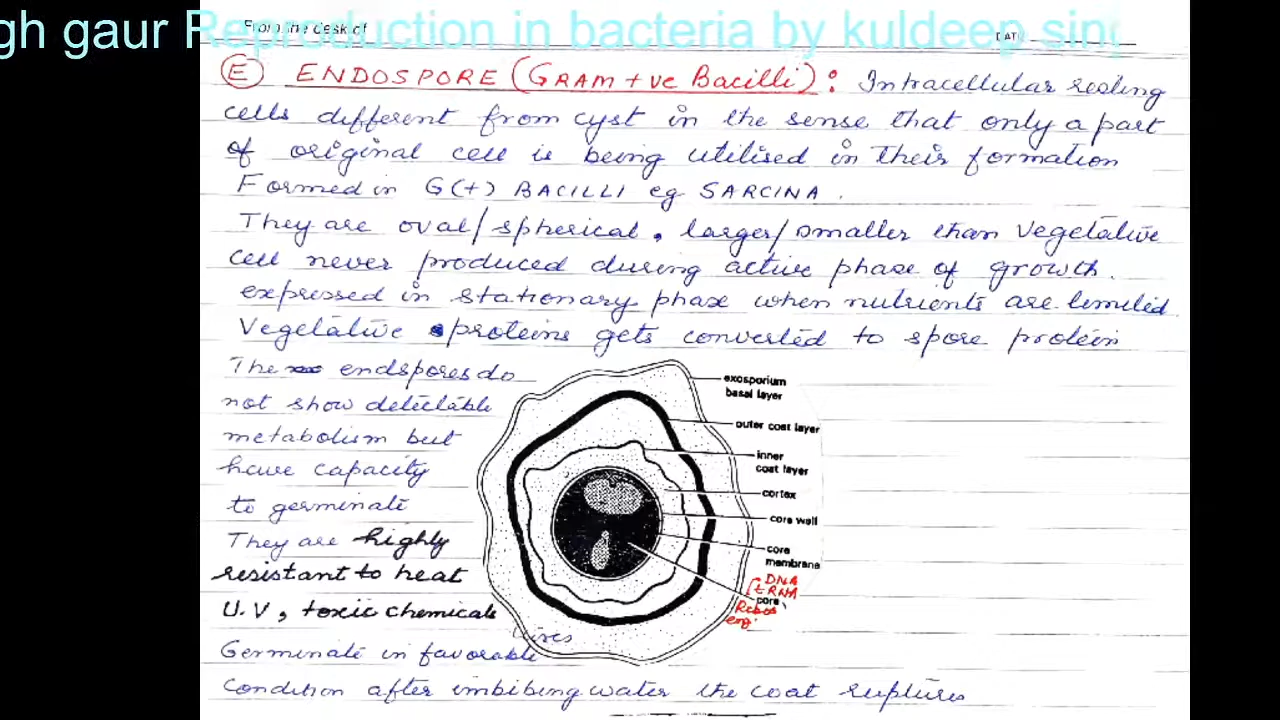 gh gaur Reproduction in bacteria by kuldeep sing
From the desk of
DATE
(E) ENDOSPORE (GRAM +ve Bacilli) : Intracellular resting
cells different from cyst in the sense that only a part
of original cell is being utilised in their formation
Formed in G(+) BACILLI eg SARCINA .
They are oval/spherical, larger/smaller than vegetative
cell never produced during active phase of growth.
expressed in stationary phase when nutrients are limited.
Vegetative proteins gets converted to spore protein
The endspores do
not show detectable
metabolism but
have capacity
to germinate
They are highly
resistant to heat
U.V, toxic chemicals
Germinate in favorable
condition after imbibing water the coat ruptures
exosporium
basal layer
outer coat layer
inner
coat layer
cortex
core wall
core
membrane
core
DNA
t RNA
Ribos
enz.